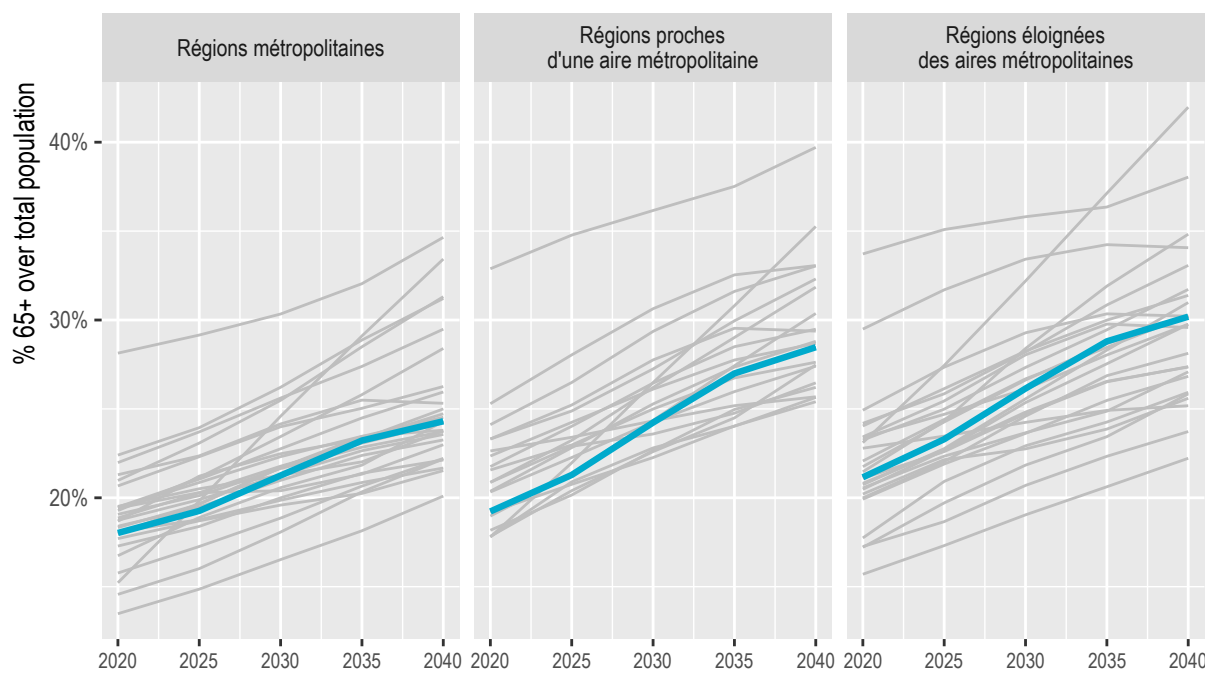 Régions métropolitaines
Régions proches
d'une aire métropolitaine
Régions éloignées
des aires métropolitaines
% 65+ over total population
40%
30%
20%
2020 2025 2030 2035 2040
2020 2025 2030 2035 2040
2020 2025 2030 2035 2040